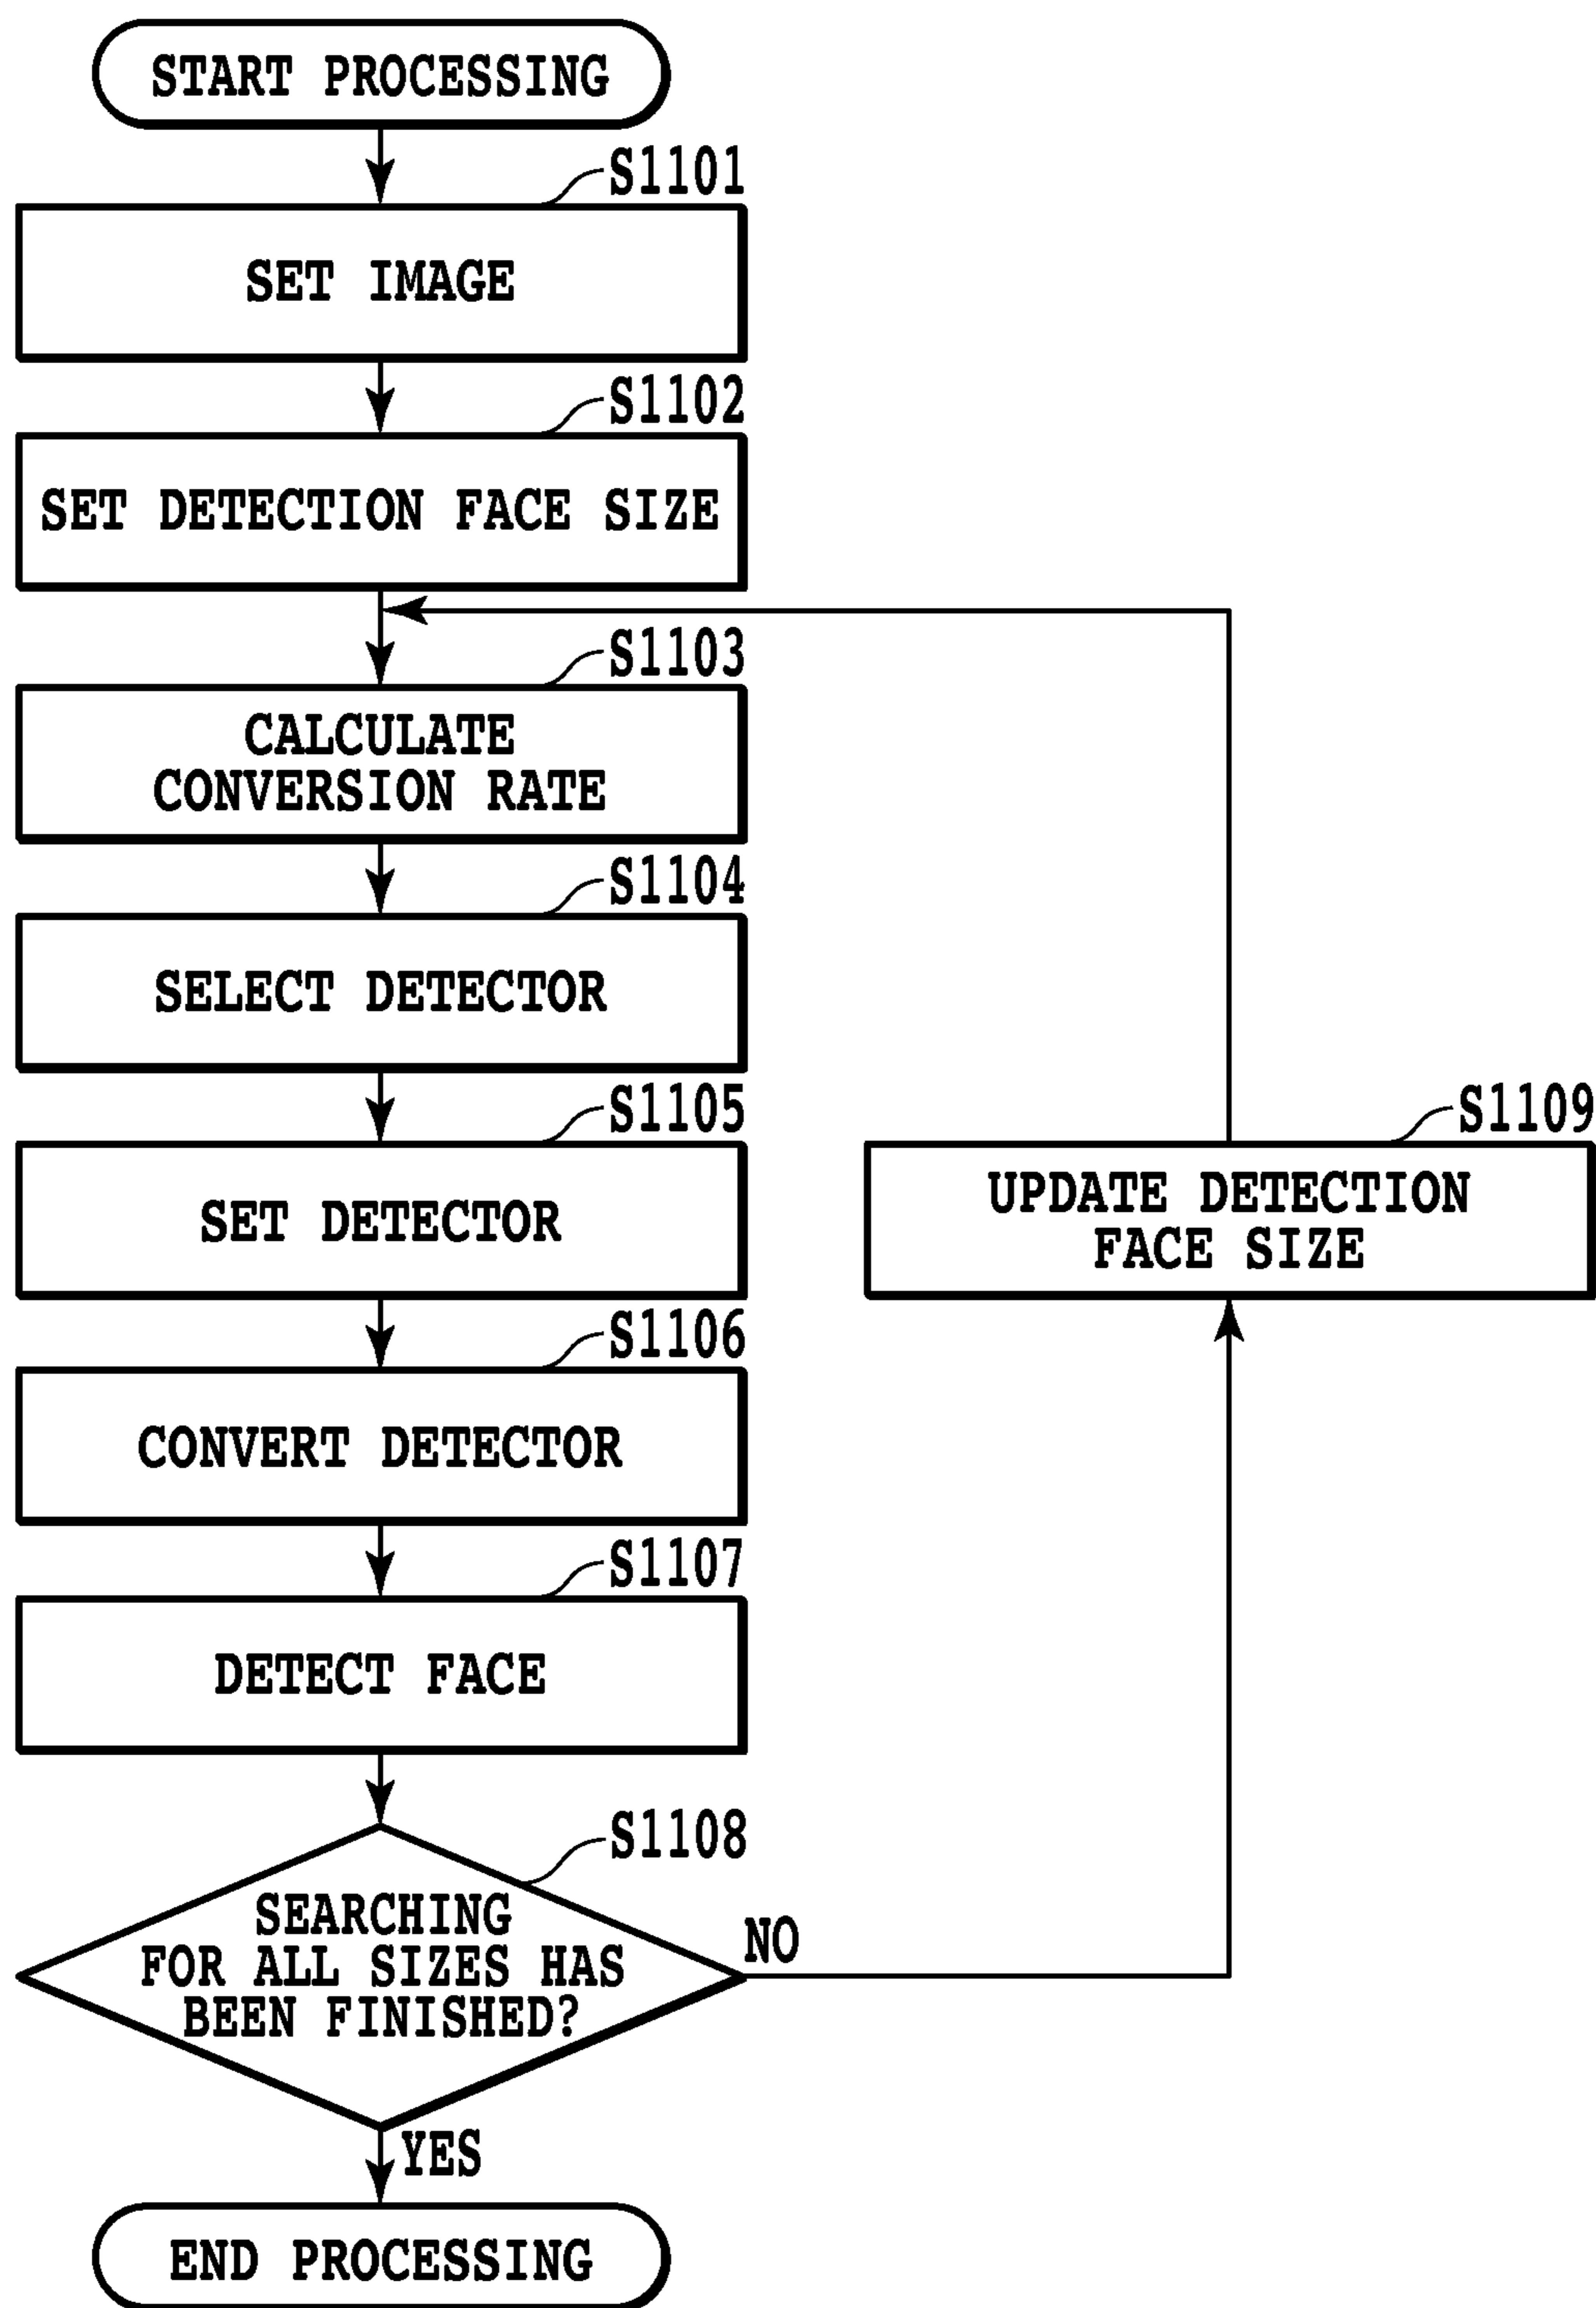 START PROCESSING
S1101
SET IMAGE
S1102
SET DETECTION FACE SIZE
S1103
CALCULATE
CONVERSION RATE
S1104
SELECT DETECTOR
S1105
SET DETECTOR
S1109
UPDATE DETECTION
FACE SIZE
S1106
CONVERT DETECTOR
S1107
DETECT FACE
S1108
SEARCHING
FOR ALL SIZES HAS
BEEN FINISHED?
NO
YES
END PROCESSING